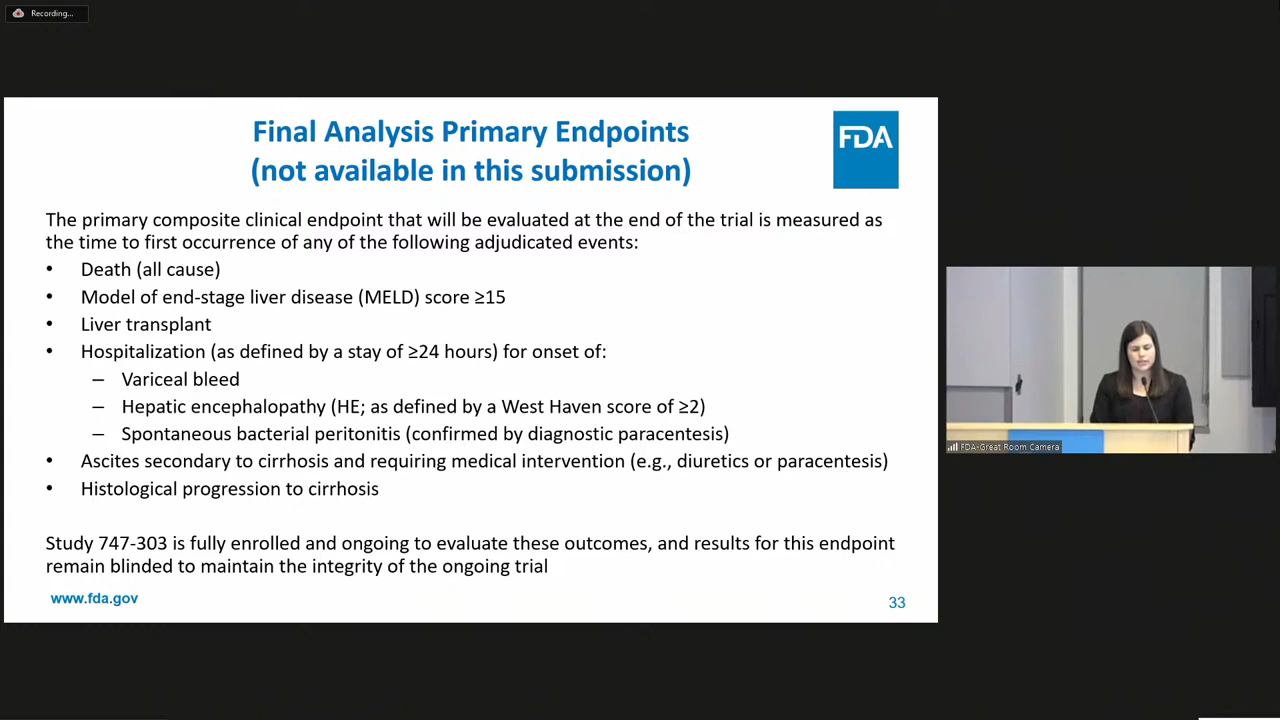 Recording...
Final Analysis Primary Endpoints
(not available in this submission)
FDA
The primary composite clinical endpoint that will be evaluated at the end of the trial is measured as
the time to first occurrence of any of the following adjudicated events:
• Death (all cause)
• Model of end-stage liver disease (MELD) score ≥15
• Liver transplant
• Hospitalization (as defined by a stay of ≥24 hours) for onset of:
– Variceal bleed
– Hepatic encephalopathy (HE; as defined by a West Haven score of ≥2)
– Spontaneous bacterial peritonitis (confirmed by diagnostic paracentesis)
• Ascites secondary to cirrhosis and requiring medical intervention (e.g., diuretics or paracentesis)
• Histological progression to cirrhosis
Study 747-303 is fully enrolled and ongoing to evaluate these outcomes, and results for this endpoint
remain blinded to maintain the integrity of the ongoing trial
www.fda.gov
33
FDA-Great Room Camera